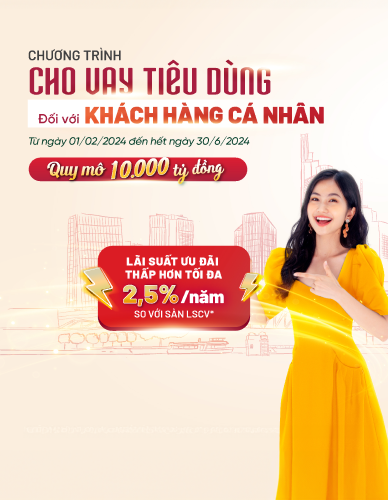 CHƯƠNG TRÌNH
CHO VAY TIÊU DÙNG
Đối với KHÁCH HÀNG CÁ NHÂN
Từ ngày 01/02/2024 đến hết ngày 30/6/2024
Quy mô 10.000 tỷ đồng
LÃI SUẤT ƯU ĐÃI
THẤP HƠN TỐI ĐA
2,5%/năm
SO VỚI SÀN LSCV*